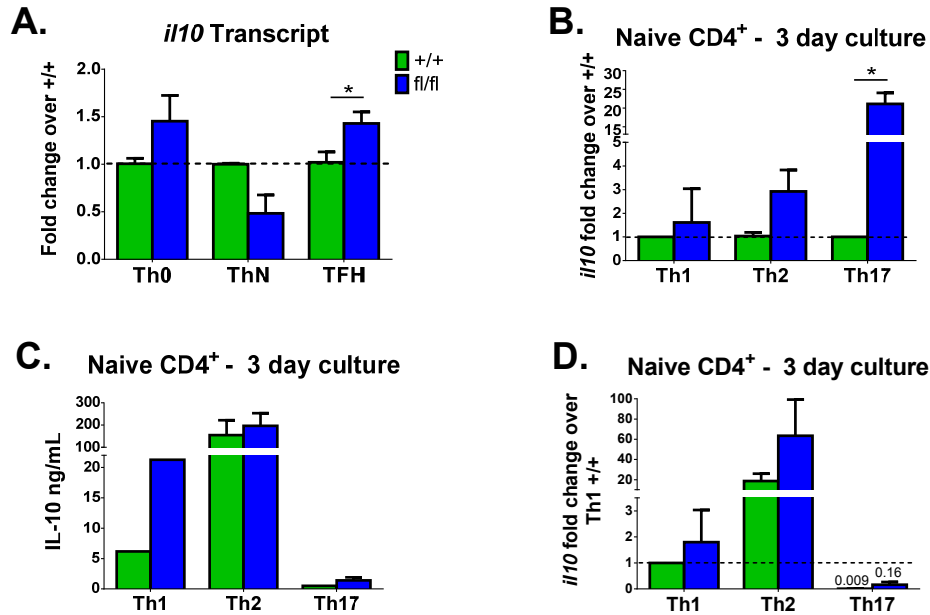 A.
il10 Transcript
Fold change over +/+
2.0
1.5
1.0
0.5
0.0
*
+/+
fl/fl
Th0 ThN TFH
B.
Naive CD4+ - 3 day culture
il10 fold change over +/+
30
25
20
15
5
4
3
2
1
0
*
Th1 Th2 Th17
C.
Naive CD4+ - 3 day culture
IL-10 ng/mL
300
200
100
20
15
10
5
0
Th1 Th2 Th17
D.
Naive CD4+ - 3 day culture
il10 fold change over
Th1 +/+
100
80
60
40
20
3
2
1
0
0.009 0.16
Th1 Th2 Th17